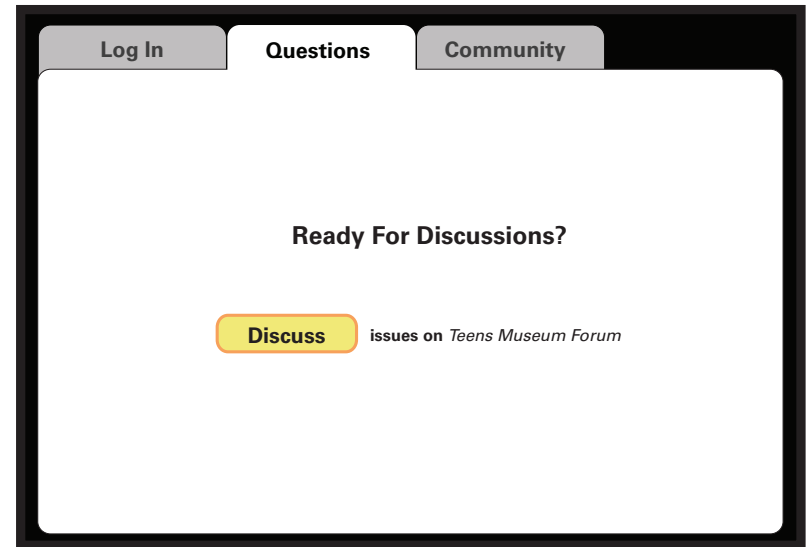 Log In Questions Community
Ready For Discussions?
Discuss issues on Teens Museum Forum